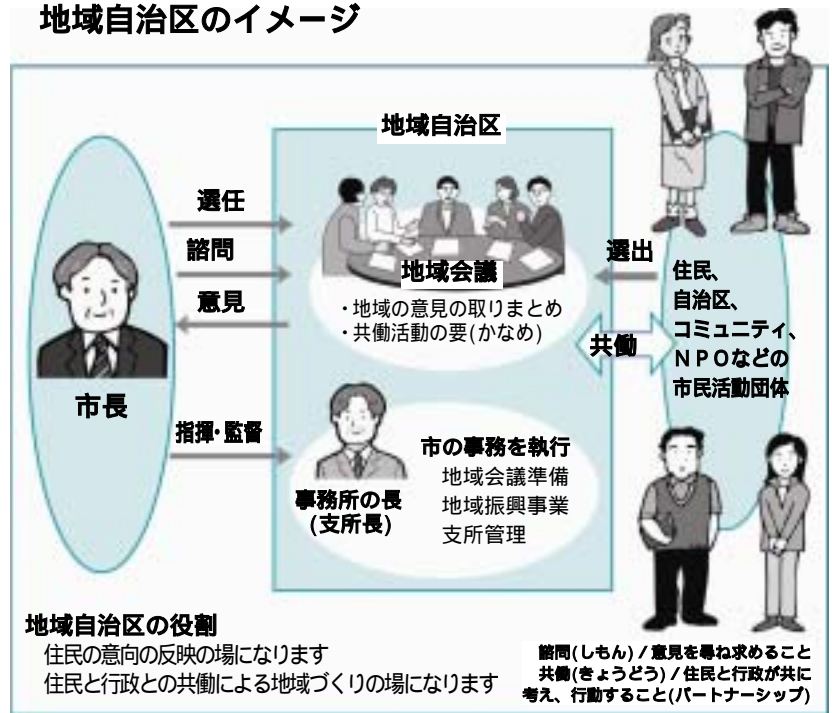 地域自治区のイメージ
地域自治区
選任
諮問
意見
市長
指揮・監督
地域会議
・地域の意見の取りまとめ
・共働活動の要(かなめ)
選出
共働
住民、
自治区、
コミュニティ、
NPOなどの
市民活動団体
事務所の長
(支所長)
市の事務を執行
地域会議準備
地域振興事業
支所管理
地域自治区の役割
住民の意向の反映の場になります
住民と行政との共働による地域づくりの場になります
諮問(しもん) / 意見を尋ね求めること
共働(きょうどう) / 住民と行政が共に
考え、行動すること(パートナーシップ)